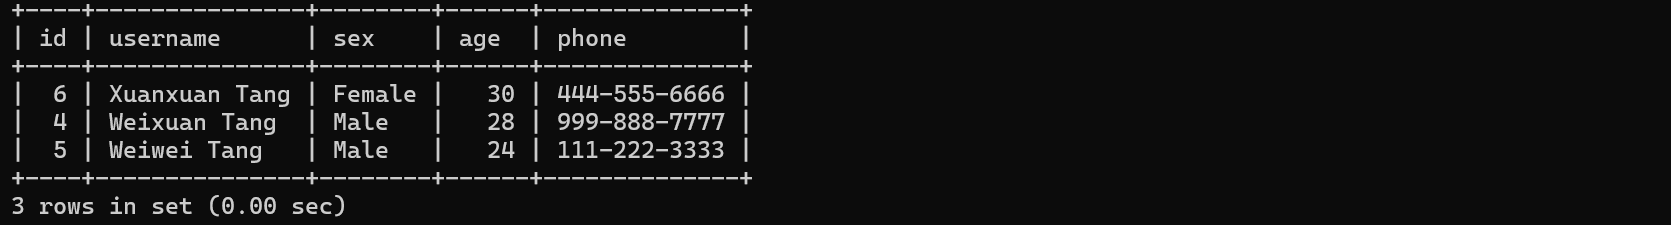 +----+---------------+--------+------+--------------+
| id | username      | sex    | age  | phone        |
+----+---------------+--------+------+--------------+
|  6 | Xuanxuan Tang | Female |   30 | 444-555-6666 |
|  4 | Weixuan Tang  | Male   |   28 | 999-888-7777 |
|  5 | Weiwei Tang   | Male   |   24 | 111-222-3333 |
+----+---------------+--------+------+--------------+
3 rows in set (0.00 sec)